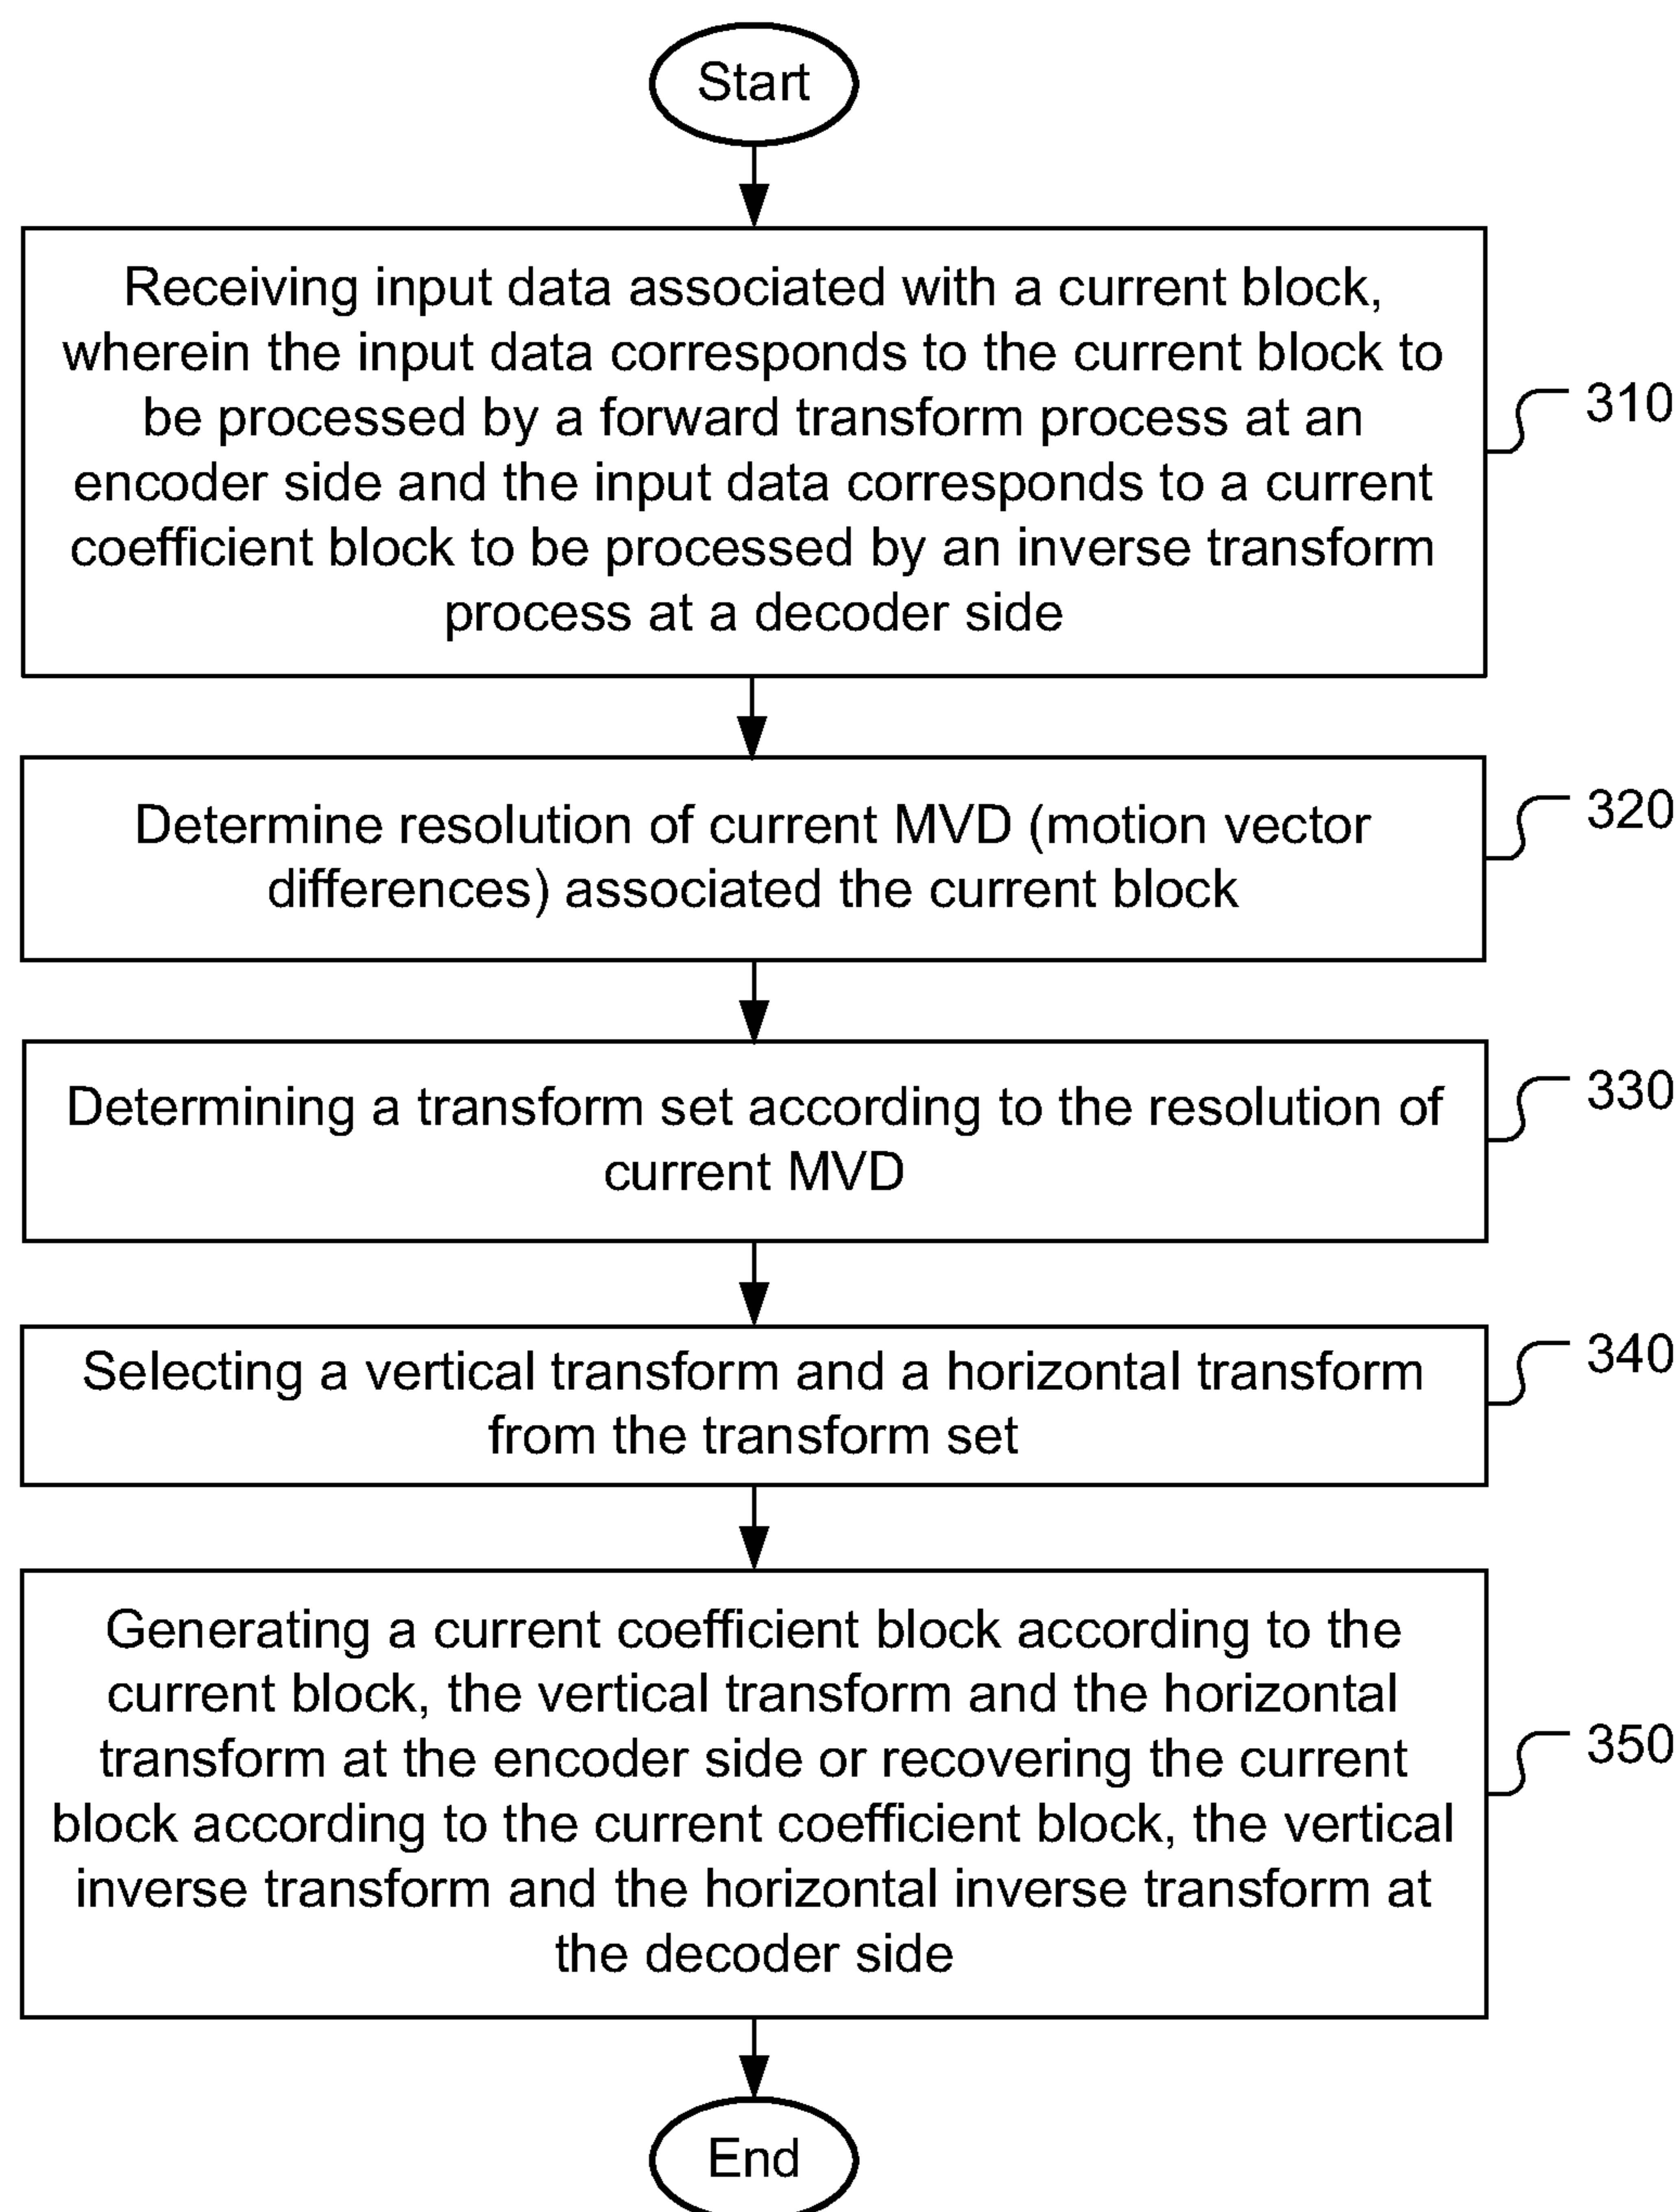 Start
Receiving input data associated with a current block,
wherein the input data corresponds to the current block to
be processed by a forward transform process at an
encoder side and the input data corresponds to a current
coefficient block to be processed by an inverse transform
process at a decoder side
310
Determine resolution of current MVD (motion vector
differences) associated the current block
320
Determining a transform set according to the resolution of
current MVD
330
Selecting a vertical transform and a horizontal transform
from the transform set
340
Generating a current coefficient block according to the
current block, the vertical transform and the horizontal
transform at the encoder side or recovering the current
block according to the current coefficient block, the vertical
inverse transform and the horizontal inverse transform at
the decoder side
350
End